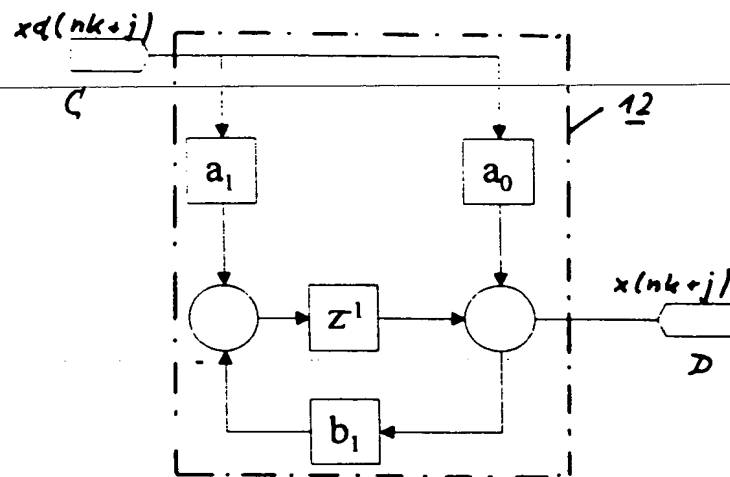 xd(nk+j)
C
12
a₁
a₀
x(nk+j)
z⁻¹
D
b₁